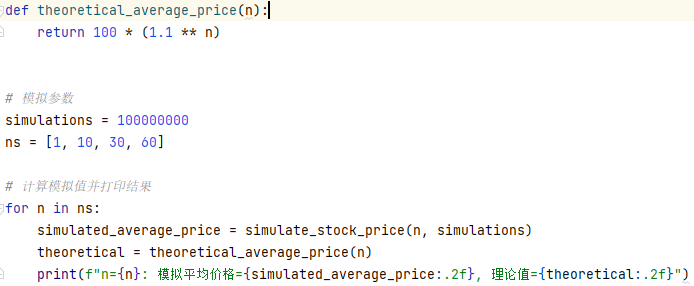 def theoretical_average_price(n):
    return 100 * (1.1 ** n)
# 模拟参数
simulations = 100000000
ns = [1, 10, 30, 60]
# 计算模拟值并打印结果
for n in ns:
    simulated_average_price = simulate_stock_price(n, simulations)
    theoretical = theoretical_average_price(n)
    print(f"n={n}: 模拟平均价格={simulated_average_price:.2f}, 理论值={theoretical:.2f}")